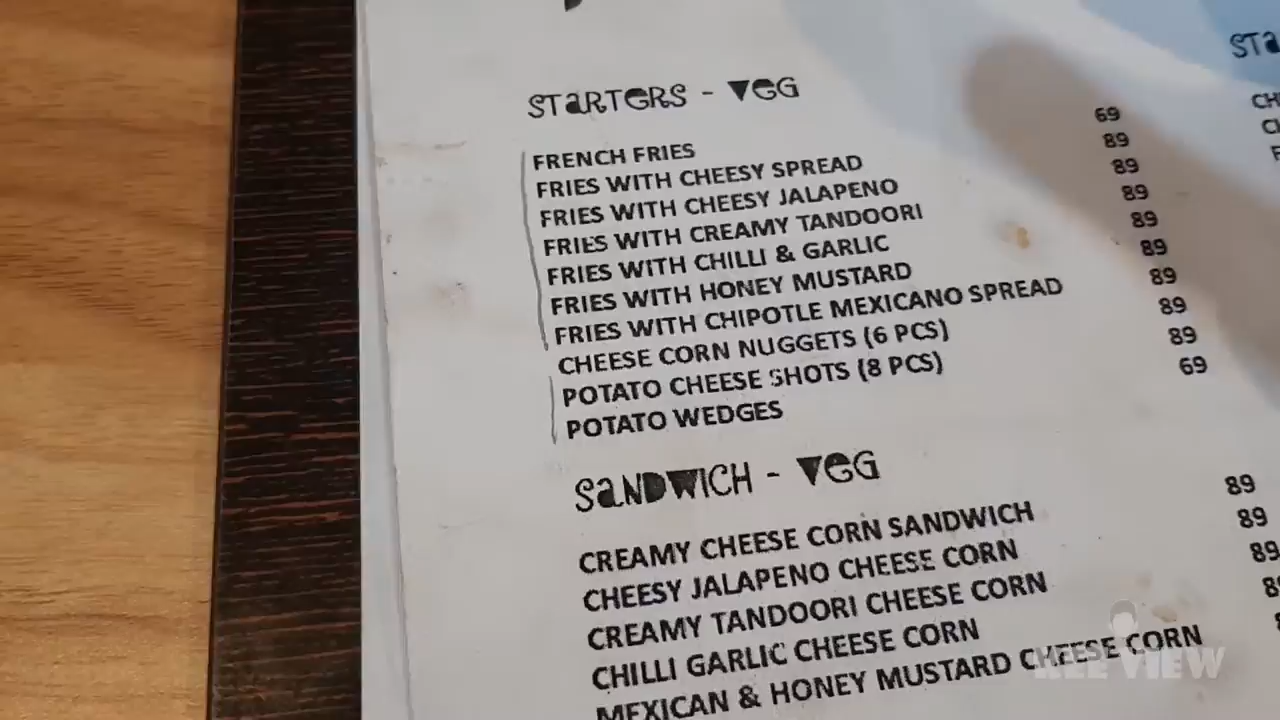 STARTERS - VEG
FRENCH FRIES 69
FRIES WITH CHEESY SPREAD 89
FRIES WITH CHEESY JALAPENO 89
FRIES WITH CREAMY TANDOORI 89
FRIES WITH CHILLI & GARLIC 89
FRIES WITH HONEY MUSTARD 89
FRIES WITH CHIPOTLE MEXICANO SPREAD 89
CHEESE CORN NUGGETS (6 PCS) 89
POTATO CHEESE SHOTS (8 PCS) 89
POTATO WEDGES 69
SANDWICH - VEG
CREAMY CHEESE CORN SANDWICH 89
CHEESY JALAPENO CHEESE CORN 89
CREAMY TANDOORI CHEESE CORN 89
CHILLI GARLIC CHEESE CORN
MEXICAN & HONEY MUSTARD CHEESE CORN
STA
KEE VIEW